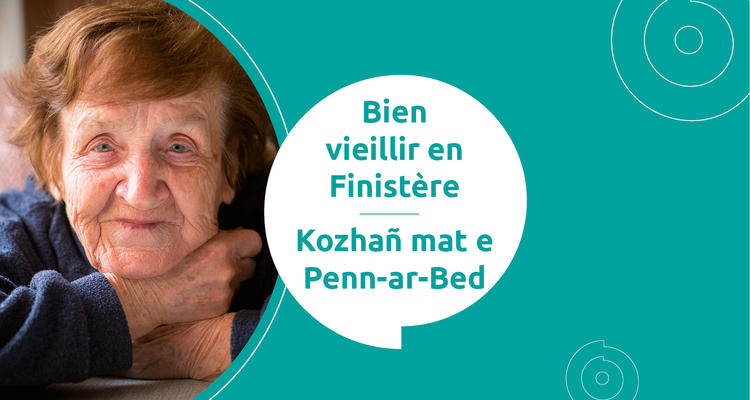 Bien
vieillir en
Finistère
Kozhañ mat e
Penn-ar-Bed